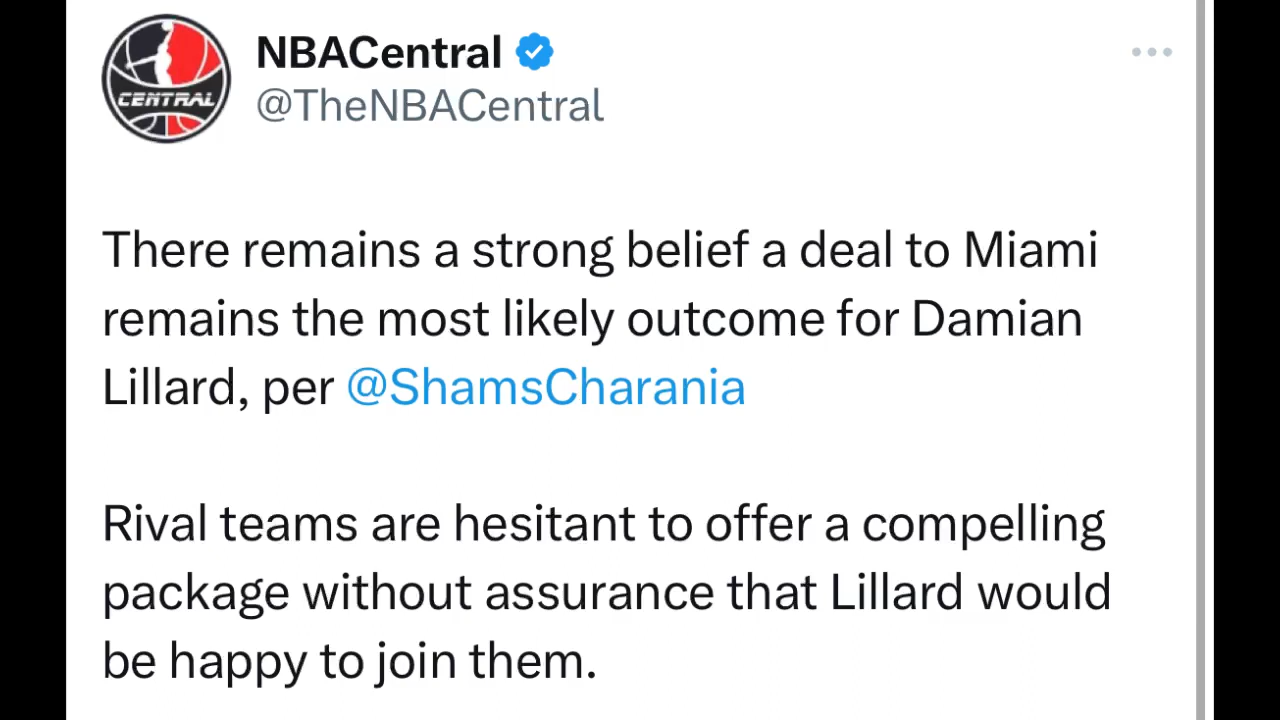 NBACentral
@TheNBACentral
CENTRAL
There remains a strong belief a deal to Miami
remains the most likely outcome for Damian
Lillard, per @ShamsCharania
Rival teams are hesitant to offer a compelling
package without assurance that Lillard would
be happy to join them.